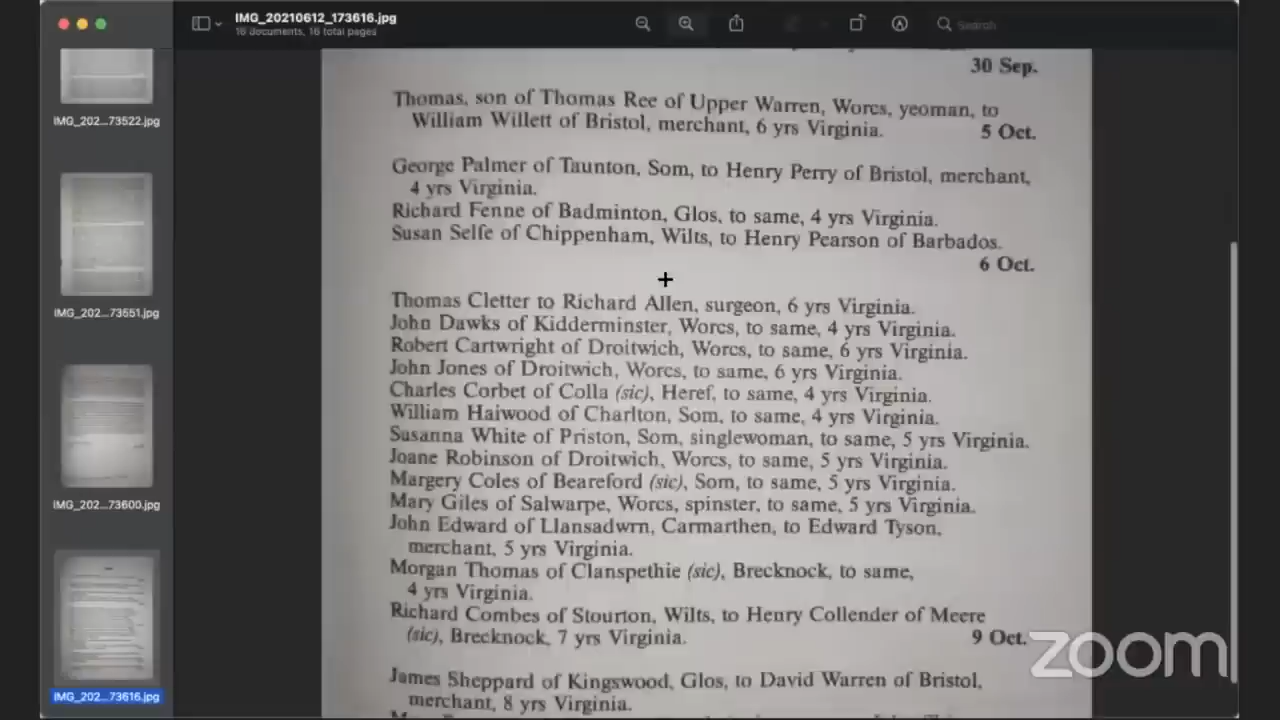 IMG_20210612_173616.jpg
16 documents, 16 total pages
Search
IMG_202...73522.jpg
IMG_202...73551.jpg
IMG_202...73600.jpg
IMG_202...73616.jpg
30 Sep.
Thomas, son of Thomas Ree of Upper Warren, Worcs, yeoman, to
William Willett of Bristol, merchant, 6 yrs Virginia. 5 Oct.
George Palmer of Taunton, Som, to Henry Perry of Bristol, merchant,
4 yrs Virginia.
Richard Fenne of Badminton, Glos, to same, 4 yrs Virginia.
Susan Selfe of Chippenham, Wilts, to Henry Pearson of Barbados.
6 Oct.
Thomas Cletter to Richard Allen, surgeon, 6 yrs Virginia.
John Dawks of Kidderminster, Worcs, to same, 4 yrs Virginia.
Robert Cartwright of Droitwich, Worcs, to same, 6 yrs Virginia.
John Jones of Droitwich, Worcs, to same, 6 yrs Virginia.
Charles Corbet of Colla (sic), Heref, to same, 4 yrs Virginia.
William Haiwood of Charlton, Som, to same, 4 yrs Virginia.
Susanna White of Priston, Som, singlewoman, to same, 5 yrs Virginia.
Joane Robinson of Droitwich, Worcs, to same, 5 yrs Virginia.
Margery Coles of Beareford (sic), Som, to same, 5 yrs Virginia.
Mary Giles of Salwarpe, Worcs, spinster, to same, 5 yrs Virginia.
John Edward of Llansadwrn, Carmarthen, to Edward Tyson,
merchant, 5 yrs Virginia.
Morgan Thomas of Clanspethie (sic), Brecknock, to same,
4 yrs Virginia.
Richard Combes of Stourton, Wilts, to Henry Collender of Meere
(sic), Brecknock, 7 yrs Virginia. 9 Oct.
James Sheppard of Kingswood, Glos, to David Warren of Bristol,
merchant, 8 yrs Virginia.
zoom